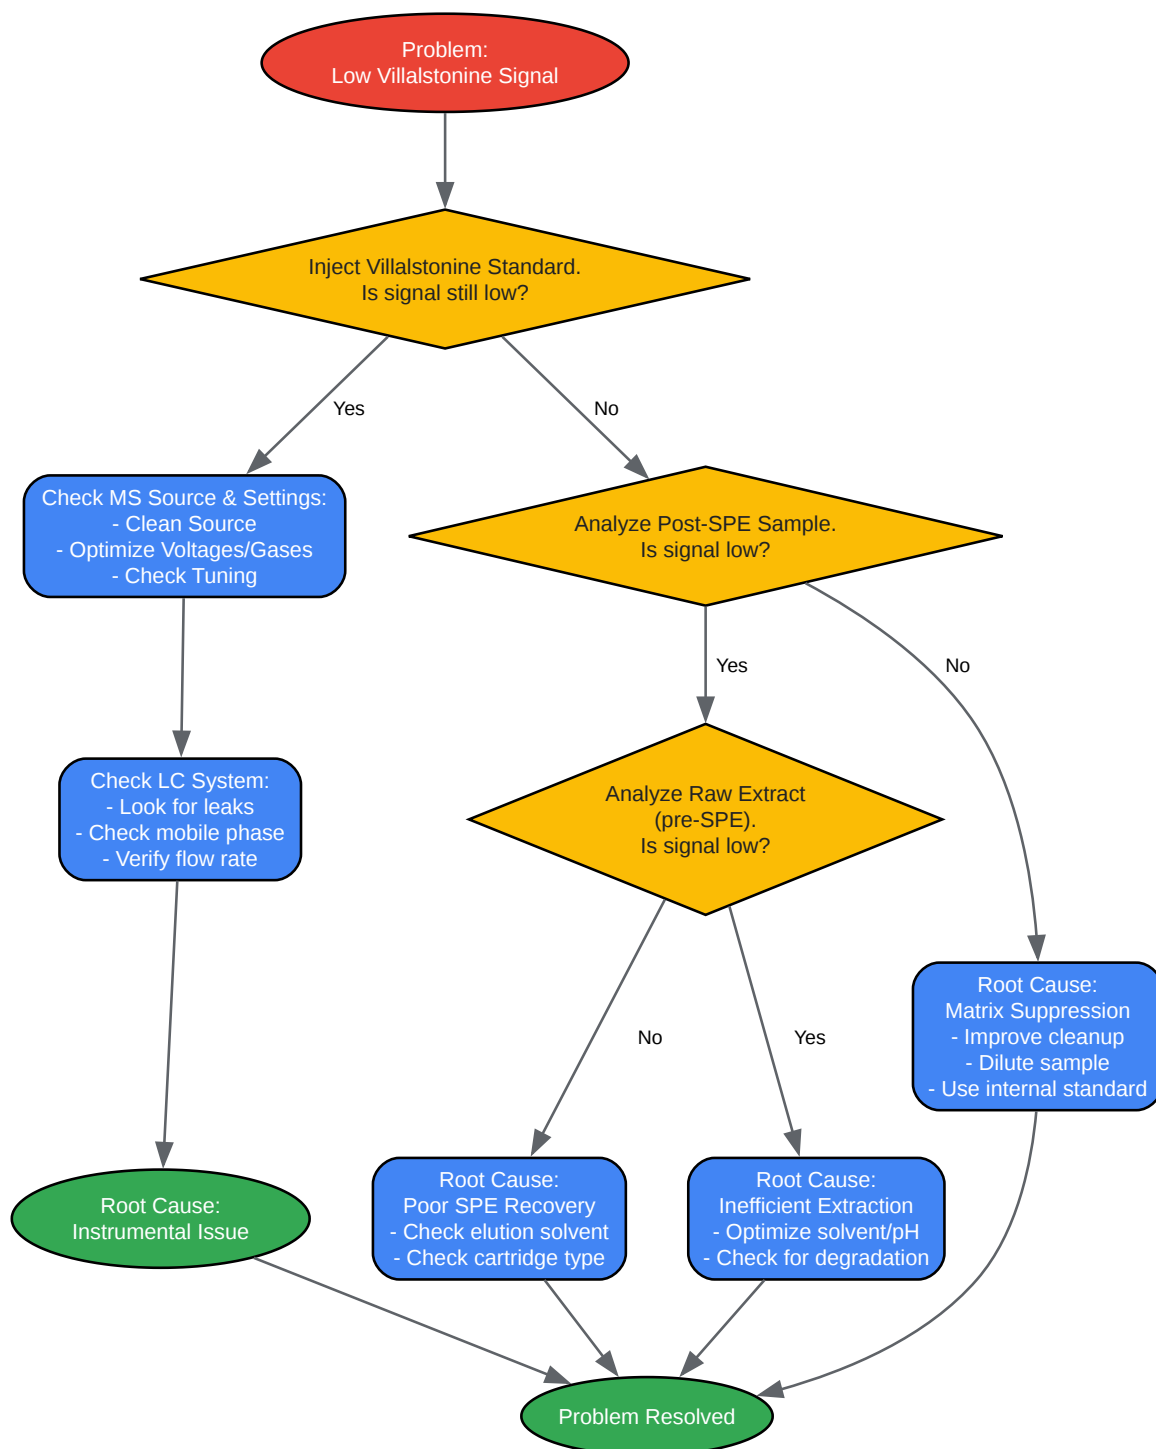 Problem:
Low Villalstonine Signal
Inject Villalstonine Standard.
Is signal still low?
Yes
No
Check MS Source & Settings:
- Clean Source
- Optimize Voltages/Gases
- Check Tuning
Analyze Post-SPE Sample.
Is signal low?
Yes
No
Check LC System:
- Look for leaks
- Check mobile phase
- Verify flow rate
Analyze Raw Extract
(pre-SPE).
Is signal low?
No
Yes
Root Cause:
Matrix Suppression
- Improve cleanup
- Dilute sample
- Use internal standard
Root Cause:
Instrumental Issue
Root Cause:
Poor SPE Recovery
- Check elution solvent
- Check cartridge type
Root Cause:
Inefficient Extraction
- Optimize solvent/pH
- Check for degradation
Problem Resolved